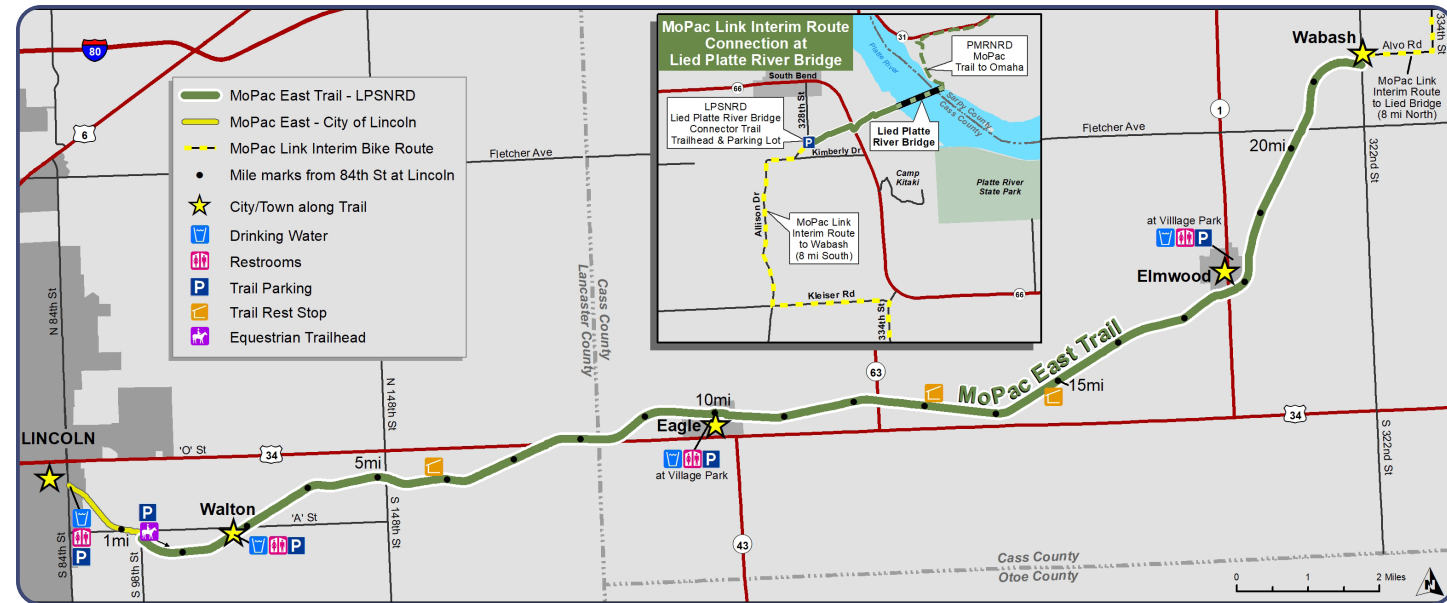 80
6
MoPac East Trail - LPSNRD
MoPac East - City of Lincoln
MoPac Link Interim Bike Route
Mile marks from 84th St at Lincoln
City/Town along Trail
Drinking Water
Restrooms
P
Trail Parking
Trail Rest Stop
Equestrian Trailhead
MoPac Link Interim Route
Connection at
Lied Platte River Bridge
31
Platte River
PMRNRD
MoPac
Trail to Omaha
South Bend
66
328th St
LPSNRD
Lied Platte River Bridge
Connector Trail
Trailhead & Parking Lot
P
Sarpy County
Cass County
Lied Platte
River Bridge
Kimberly Dr
Camp
Kitaki
Platte River
State Park
Allison Dr
MoPac Link
Interim Route
to Wabash
(8 mi South)
Kleiser Rd
334th St
66
Wabash
Alvo Rd
334th St
MoPac Link
Interim Route
to Lied Bridge
(8 mi North)
1
Fletcher Ave
Fletcher Ave
20mi
322nd St
at Village Park
P
Elmwood
N 84th St
Cass County
Lancaster County
N 148th St
63
MoPac East Trail
15mi
10mi
Eagle
P
at Village Park
34
S 322nd St
LINCOLN
'O' St
34
5mi
Walton
P
'A' St
S 148th St
1mi
P
P
S 84th St
S 98th St
43
Cass County
Otoe County
0
1
2 Miles
N